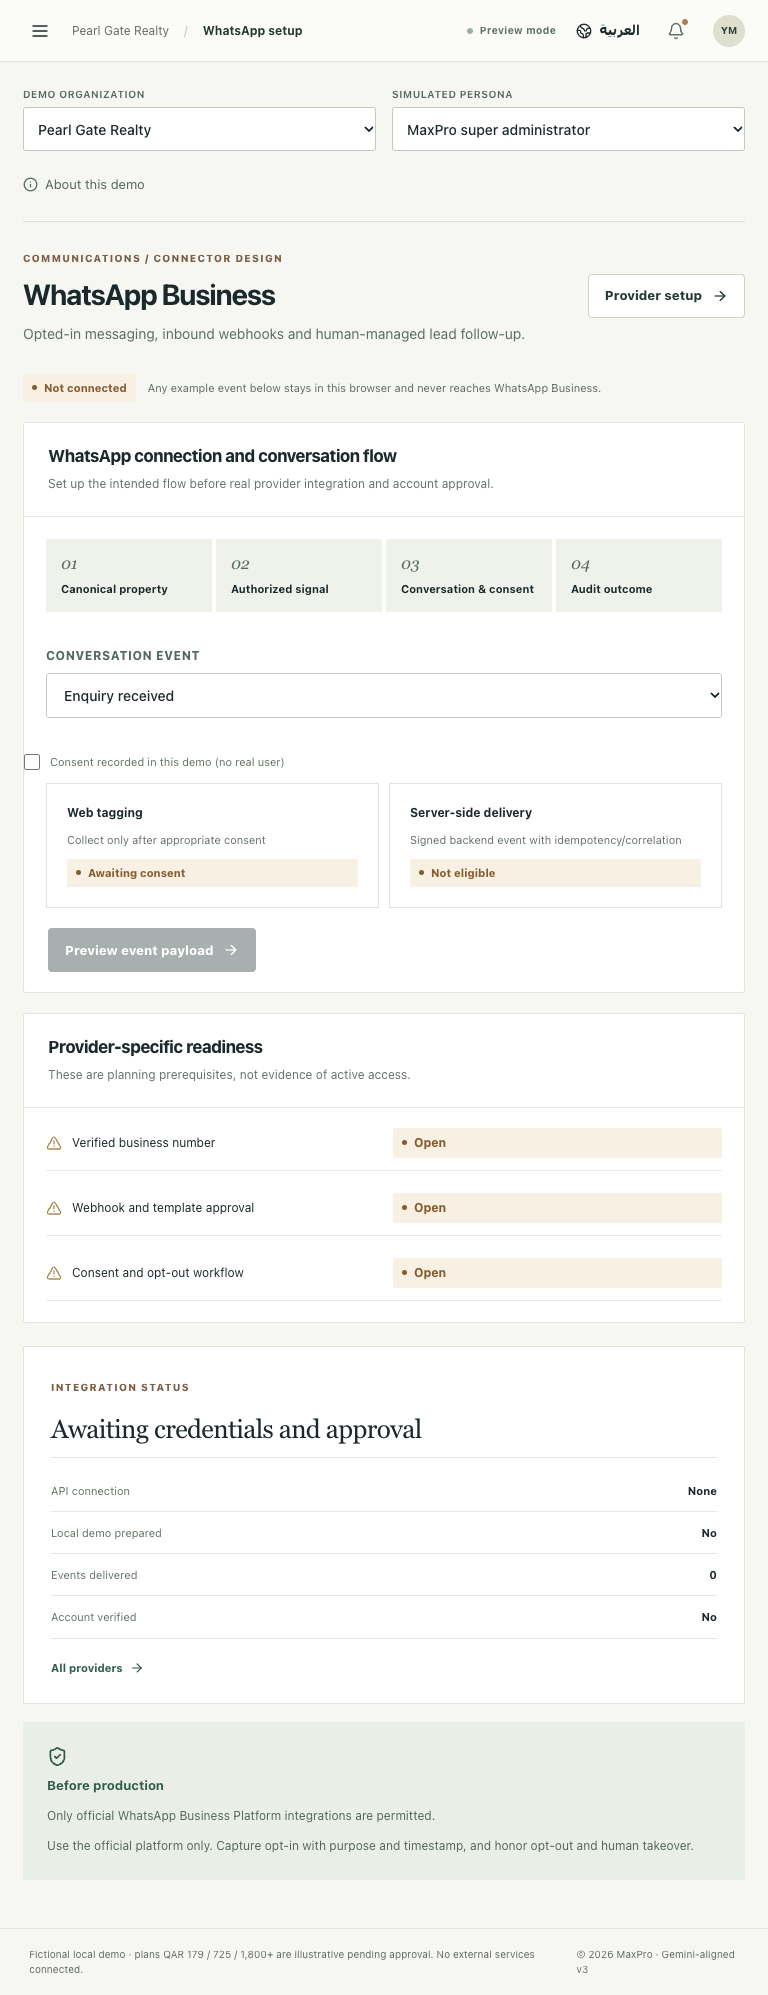 Pearl Gate Realty / WhatsApp setup
Preview mode
العربية
YM
DEMO ORGANIZATION
Pearl Gate Realty
SIMULATED PERSONA
MaxPro super administrator
About this demo
COMMUNICATIONS / CONNECTOR DESIGN
WhatsApp Business
Provider setup
Opted-in messaging, inbound webhooks and human-managed lead follow-up.
Not connected
Any example event below stays in this browser and never reaches WhatsApp Business.
WhatsApp connection and conversation flow
Set up the intended flow before real provider integration and account approval.
01
Canonical property
02
Authorized signal
03
Conversation & consent
04
Audit outcome
CONVERSATION EVENT
Enquiry received
Consent recorded in this demo (no real user)
Web tagging
Collect only after appropriate consent
Awaiting consent
Server-side delivery
Signed backend event with idempotency/correlation
Not eligible
Preview event payload
Provider-specific readiness
These are planning prerequisites, not evidence of active access.
Verified business number
Open
Webhook and template approval
Open
Consent and opt-out workflow
Open
INTEGRATION STATUS
Awaiting credentials and approval
API connection
None
Local demo prepared
No
Events delivered
0
Account verified
No
All providers
Before production
Only official WhatsApp Business Platform integrations are permitted.
Use the official platform only. Capture opt-in with purpose and timestamp, and honor opt-out and human takeover.
Fictional local demo · plans QAR 179 / 725 / 1,800+ are illustrative pending approval. No external services
connected.
© 2026 MaxPro · Gemini-aligned
v3